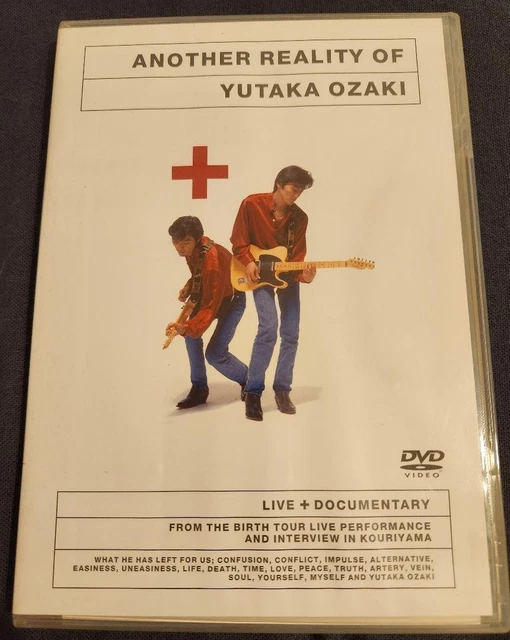 ANOTHER REALITY OF
YUTAKA OZAKI
DVD
VIDEO
LIVE + DOCUMENTARY
FROM THE BIRTH TOUR LIVE PERFORMANCE
AND INTERVIEW IN KOURIYAMA
WHAT HE HAS LEFT FOR US; CONFUSION, CONFLICT, IMPULSE, ALTERNATIVE,
EASINESS, UNEASINESS, LIFE, DEATH, TIME, LOVE, PEACE, TRUTH, ARTERY, VEIN,
SOUL, YOURSELF, MYSELF AND YUTAKA OZAKI